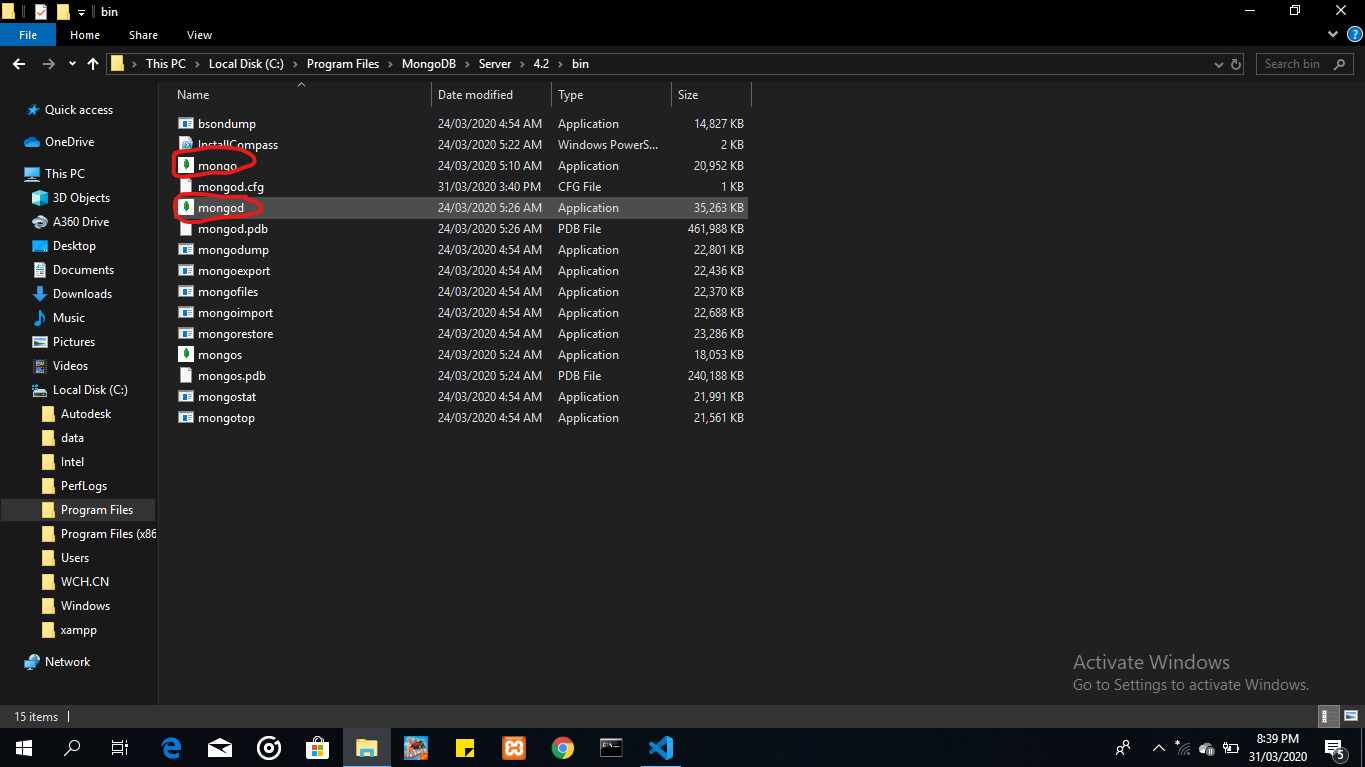 bin
File Home Share View
This PC Local Disk (C:) Program Files MongoDB Server 4.2 bin
Search bin
Quick access
OneDrive
This PC
3D Objects
A360 Drive
Desktop
Documents
Downloads
Music
Pictures
Videos
Local Disk (C:)
Autodesk
data
Intel
PerfLogs
Program Files
Program Files (x86
Users
WCH.CN
Windows
xampp
Network
Name Date modified Type Size
bsondump 24/03/2020 4:54 AM Application 14,827 KB
InstallCompass 24/03/2020 5:22 AM Windows PowerS... 2 KB
mongo 24/03/2020 5:10 AM Application 20,952 KB
mongod.cfg 31/03/2020 3:40 PM CFG File 1 KB
mongod 24/03/2020 5:26 AM Application 35,263 KB
mongod.pdb 24/03/2020 5:26 AM PDB File 461,988 KB
mongodump 24/03/2020 4:54 AM Application 22,801 KB
mongoexport 24/03/2020 4:54 AM Application 22,436 KB
mongofiles 24/03/2020 4:54 AM Application 22,370 KB
mongoimport 24/03/2020 4:54 AM Application 22,688 KB
mongorestore 24/03/2020 4:54 AM Application 23,286 KB
mongos 24/03/2020 5:24 AM Application 18,053 KB
mongos.pdb 24/03/2020 5:24 AM PDB File 240,188 KB
mongostat 24/03/2020 4:54 AM Application 21,991 KB
mongotop 24/03/2020 4:54 AM Application 21,561 KB
Activate Windows
Go to Settings to activate Windows.
15 items
8:39 PM
31/03/2020
5